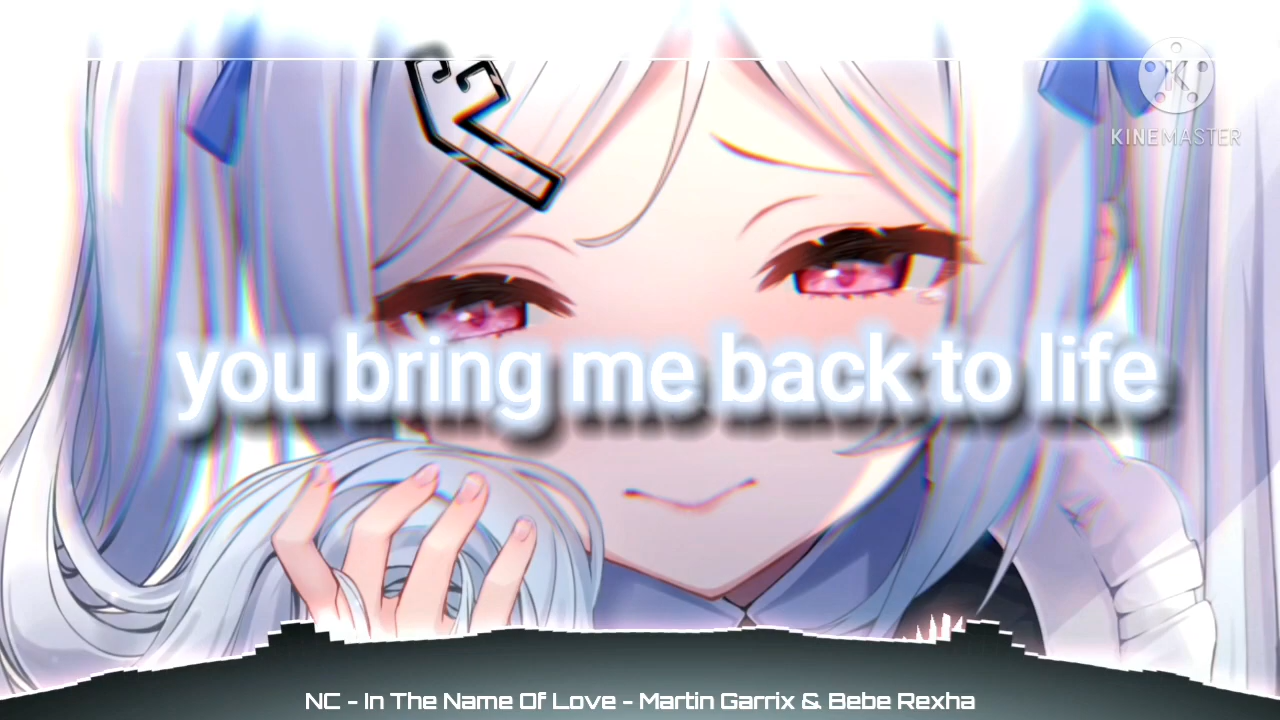 K
KINEMASTER
you bring me back to life
NC - In The Name Of Love - Martin Garrix & Bebe Rexha